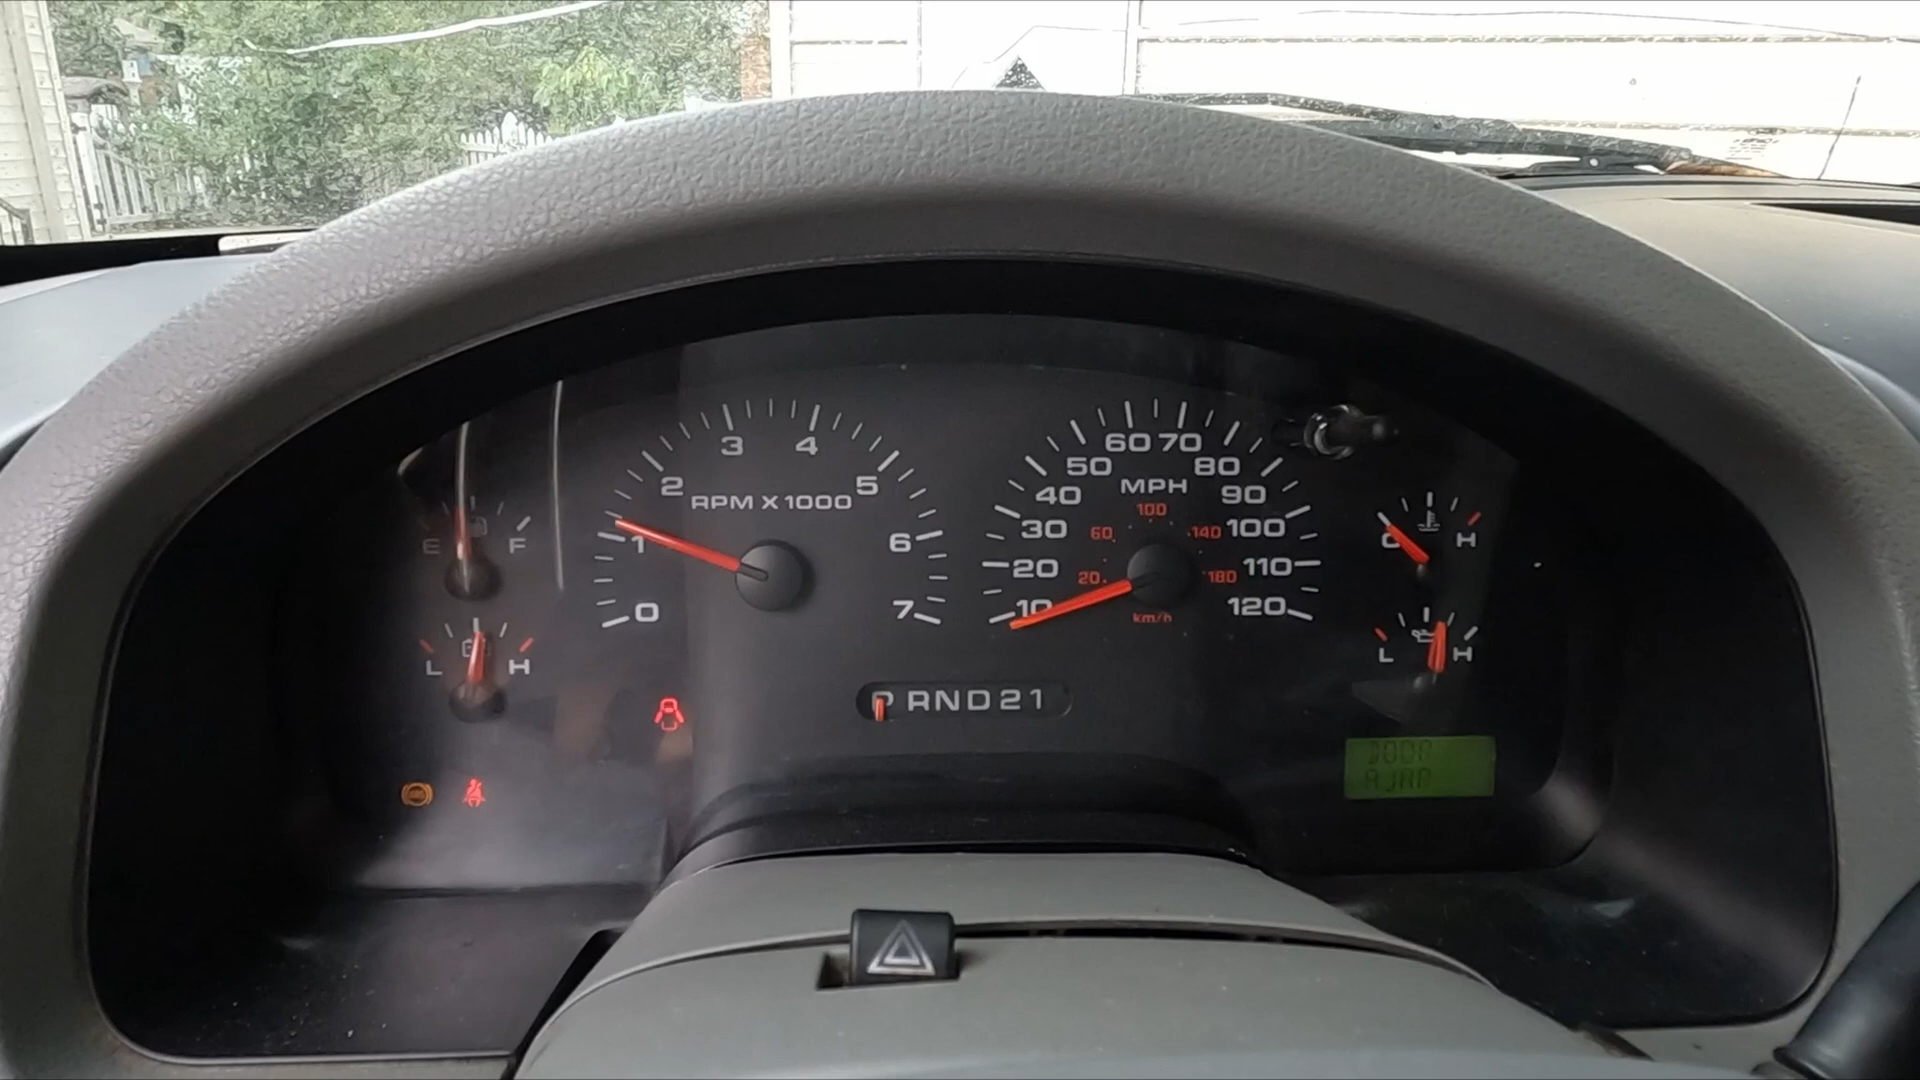 3 4
2 5
RPM X 1000
1 6
0 7
E F
L H
60 70
50 80
MPH
40 90
100
30 60 140 100
20 20 180 110
10 120
km/h
C H
L H
P RND21
DOOR
AJAR
ABS